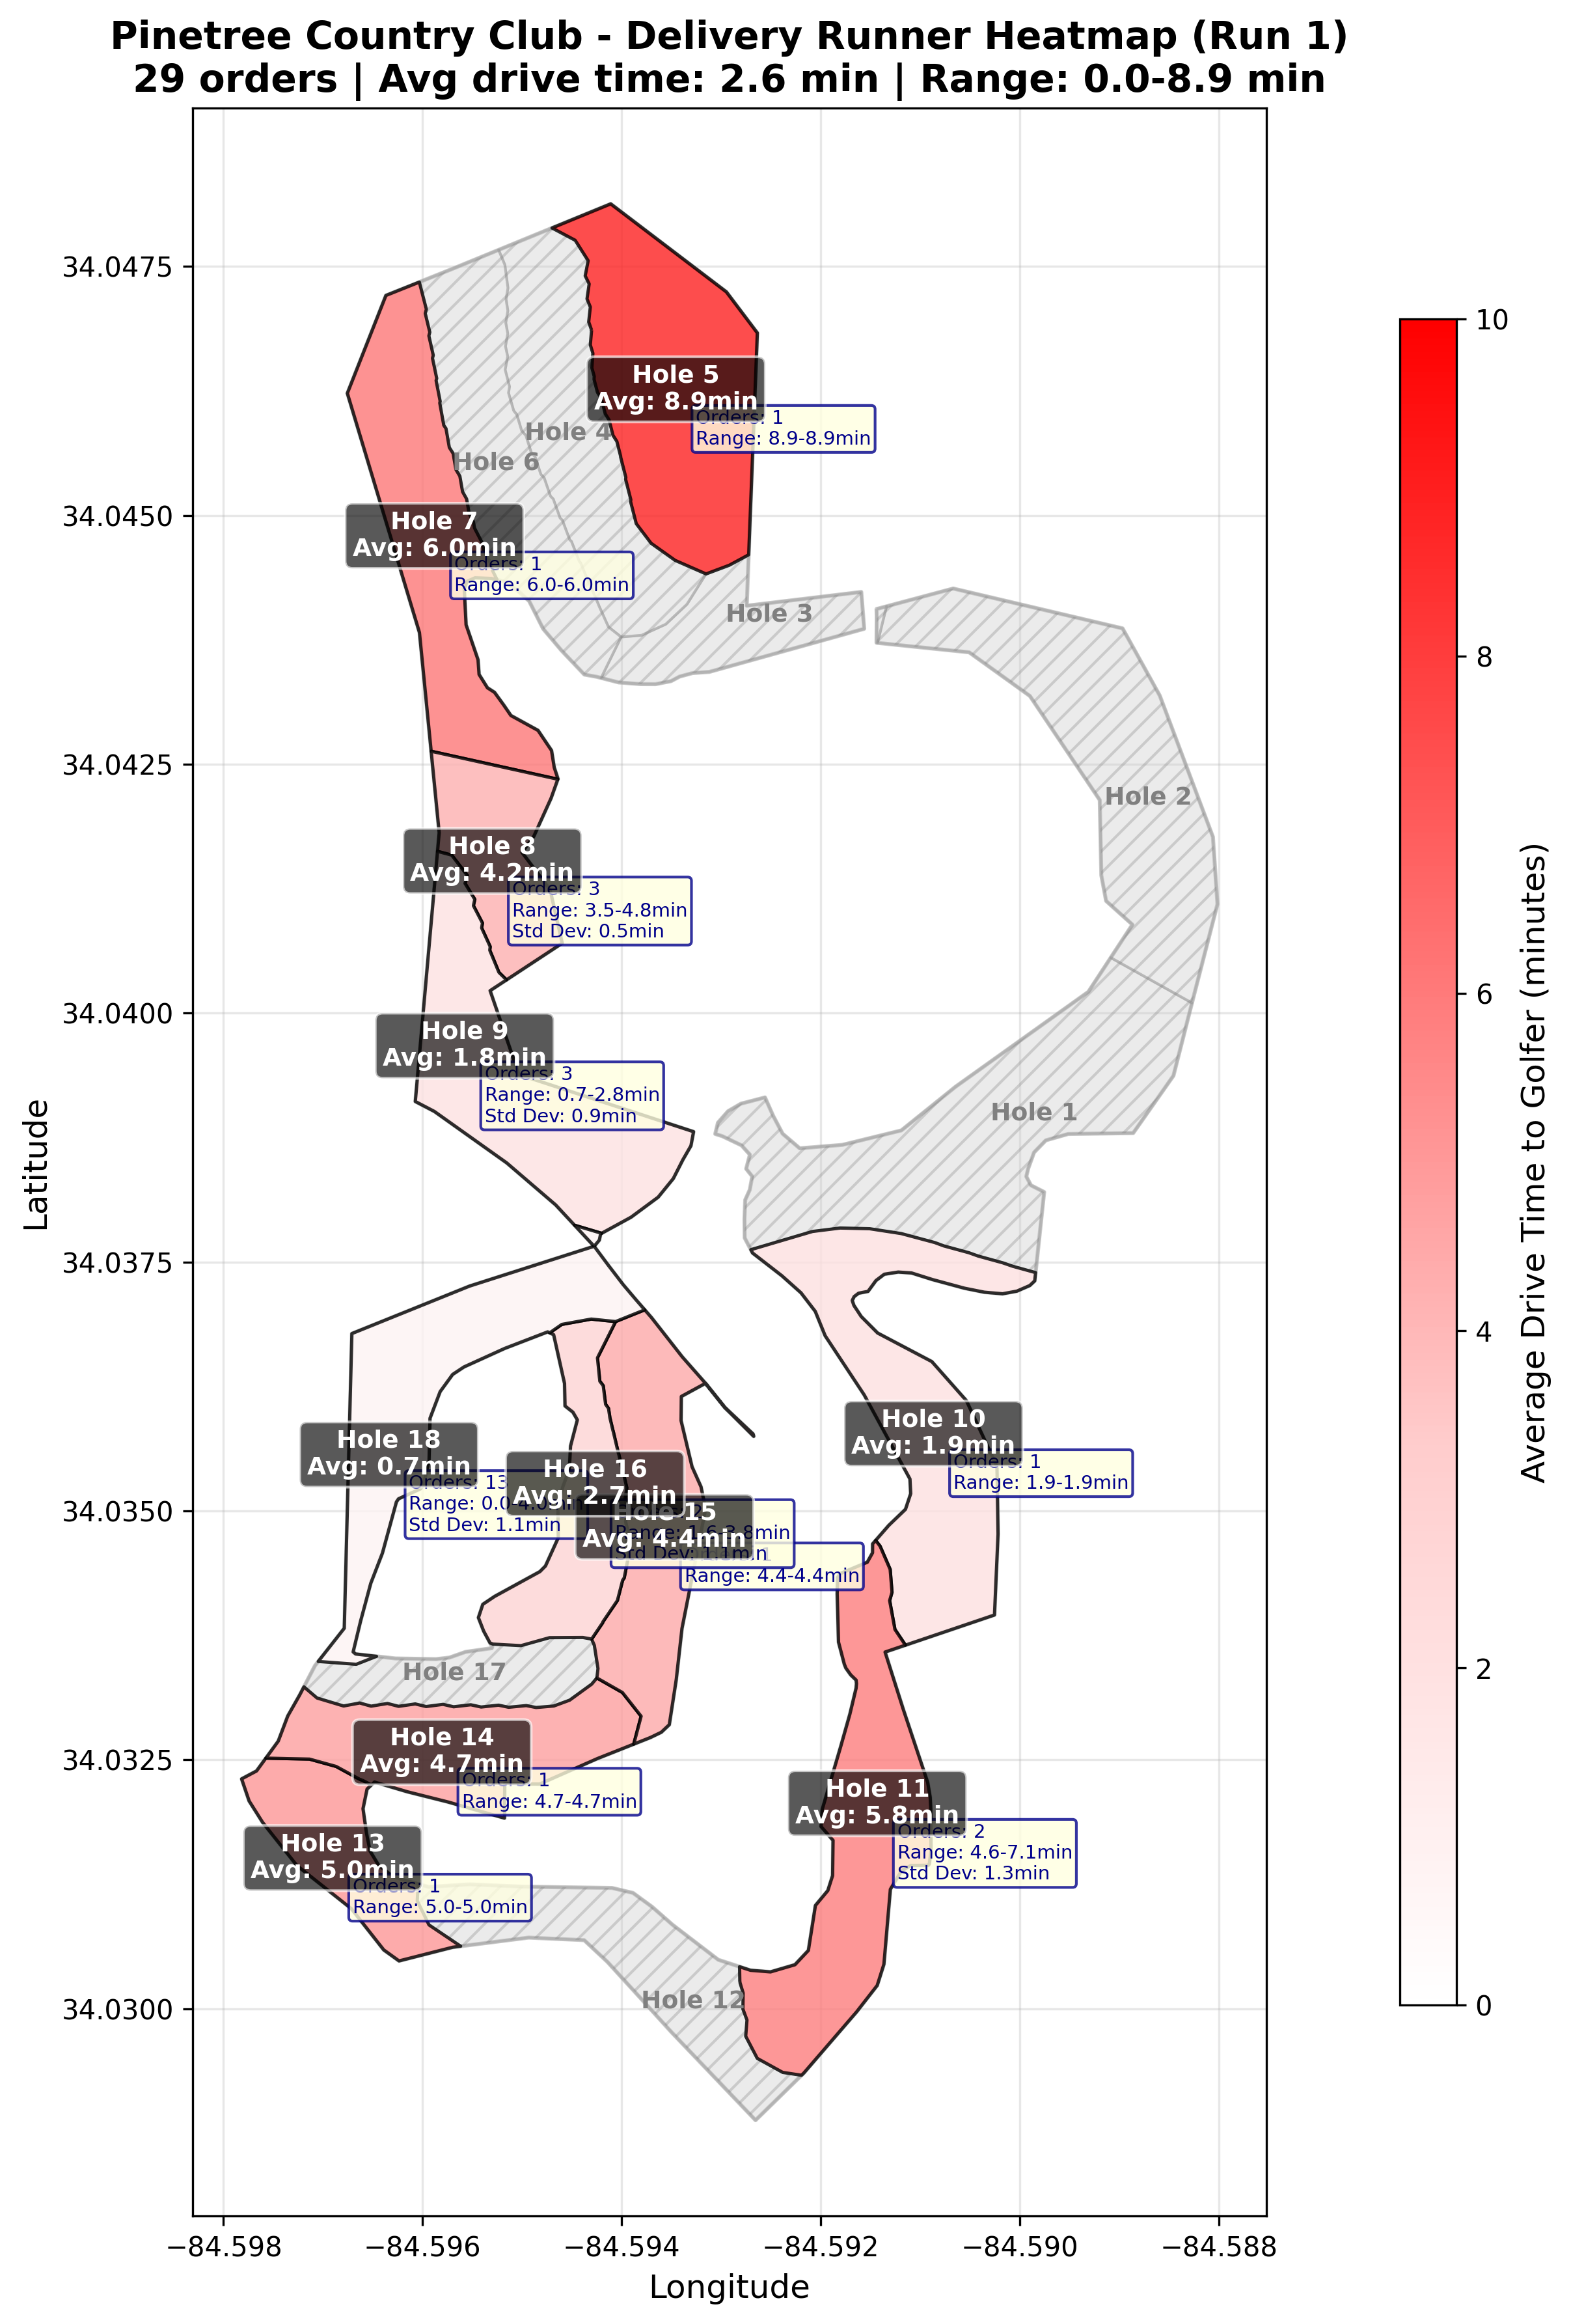 Pinetree Country Club - Delivery Runner Heatmap (Run 1)
29 orders | Avg drive time: 2.6 min | Range: 0.0-8.9 min
Latitude
34.0475
34.0450
34.0425
34.0400
34.0375
34.0350
34.0325
34.0300
Hole 5
Avg: 8.9min
Orders: 1
Range: 8.9-8.9min
Hole 4
Hole 6
Hole 7
Avg: 6.0min
Orders: 1
Range: 6.0-6.0min
Hole 3
Hole 2
Hole 8
Avg: 4.2min
Orders: 3
Range: 3.5-4.8min
Std Dev: 0.5min
Hole 9
Avg: 1.8min
Orders: 3
Range: 0.7-2.8min
Std Dev: 0.9min
Hole 1
Hole 10
Avg: 1.9min
Orders: 1
Range: 1.9-1.9min
Hole 18
Avg: 0.7min
Orders: 13
Range:
Std Dev: 1.1min
Hole 16
Avg: 2.7min
Hole 15
Avg: 4.4min
Std Dev: 1.1min
Range: 4.4-4.4min
Hole 17
Hole 14
Avg: 4.7min
Orders: 1
Range: 4.7-4.7min
Hole 11
Avg: 5.8min
Orders: 2
Range: 4.6-7.1min
Std Dev: 1.3min
Hole 13
Avg: 5.0min
Orders: 1
Range: 5.0-5.0min
Hole 12
−84.598
−84.596
−84.594
−84.592
−84.590
−84.588
Longitude
10
8
6
4
2
0
Average Drive Time to Golfer (minutes)